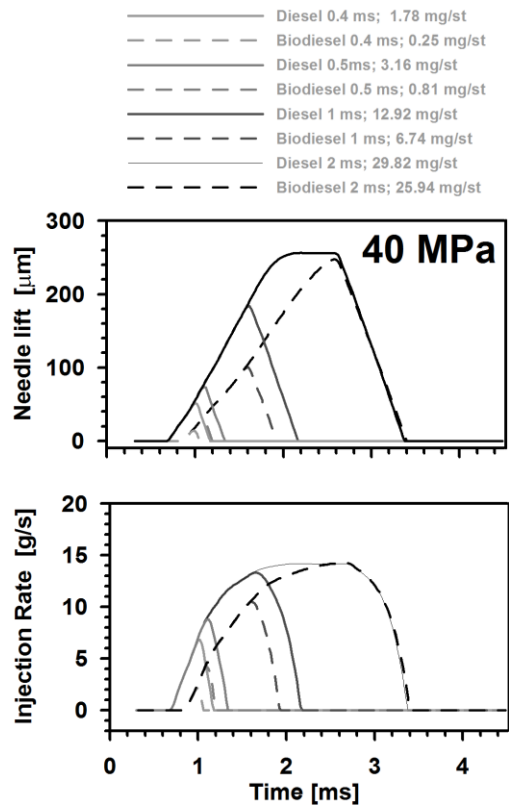 Diesel 0.4 ms; 1.78 mg/st
Biodiesel 0.4 ms; 0.25 mg/st
Diesel 0.5ms; 3.16 mg/st
Biodiesel 0.5 ms; 0.81 mg/st
Diesel 1 ms; 12.92 mg/st
Biodiesel 1 ms; 6.74 mg/st
Diesel 2 ms; 29.82 mg/st
Biodiesel 2 ms; 25.94 mg/st
40 MPa
Needle lift [μm]
300
200
100
0
Injection Rate [g/s]
20
15
10
5
0
0 1 2 3 4
Time [ms]